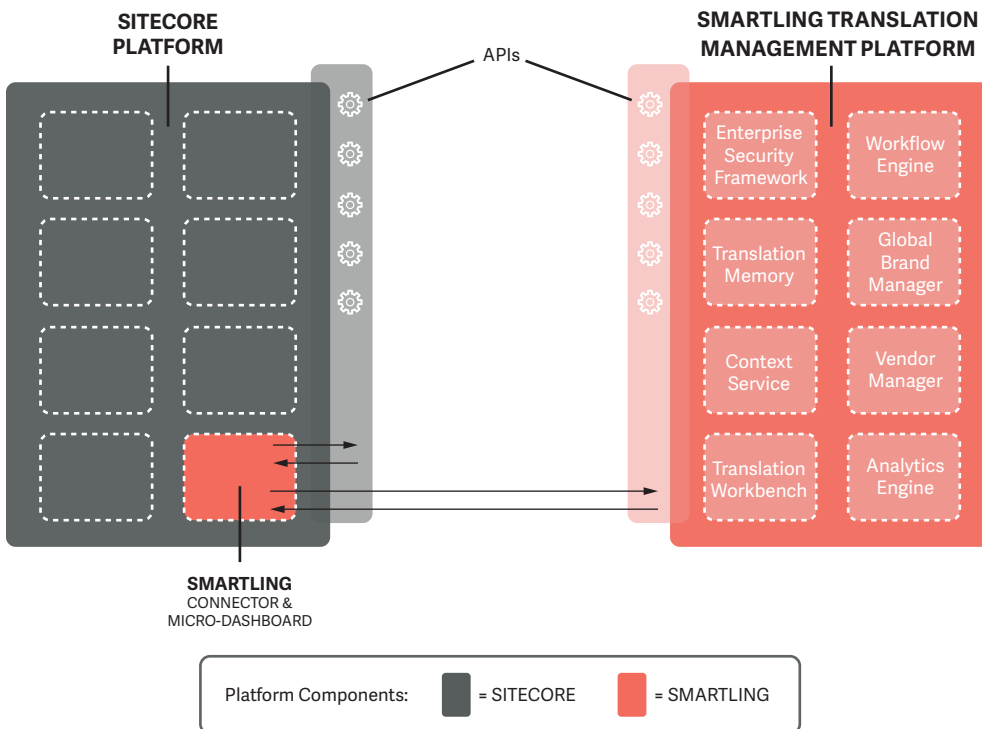 SITECORE
PLATFORM
APIs
SMARTLING TRANSLATION
MANAGEMENT PLATFORM
Enterprise
Security
Framework
Workflow
Engine
Translation
Memory
Global
Brand
Manager
Context
Service
Vendor
Manager
Translation
Workbench
Analytics
Engine
SMARTLING
CONNECTOR &
MICRO-DASHBOARD
Platform Components:
= SITECORE
= SMARTLING